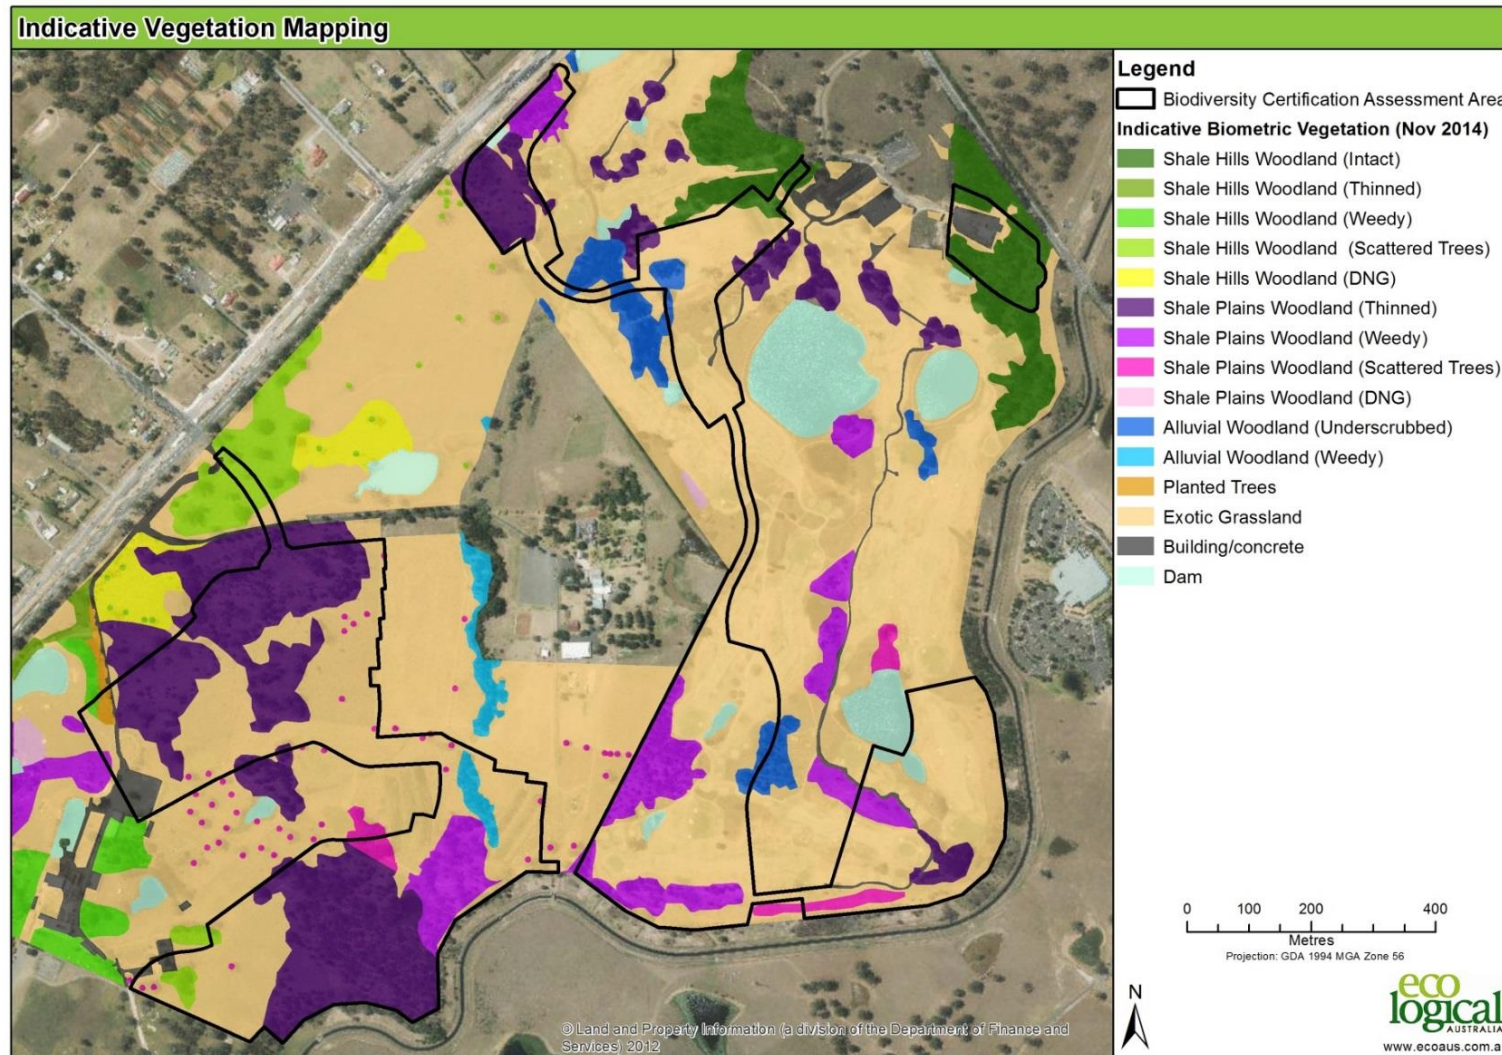 Indicative Vegetation Mapping
Legend
Biodiversity Certification Assessment Area
Indicative Biometric Vegetation (Nov 2014)
Shale Hills Woodland (Intact)
Shale Hills Woodland (Thinned)
Shale Hills Woodland (Weedy)
Shale Hills Woodland (Scattered Trees)
Shale Hills Woodland (DNG)
Shale Plains Woodland (Thinned)
Shale Plains Woodland (Weedy)
Shale Plains Woodland (Scattered Trees)
Shale Plains Woodland (DNG)
Alluvial Woodland (Underscrubbed)
Alluvial Woodland (Weedy)
Planted Trees
Exotic Grassland
Building/concrete
Dam
0 100 200 400
Metres
Projection: GDA 1994 MGA Zone 56
N
eco
logical
AUSTRALIA
www.ecoaus.com.a
© Land and Property Information (a division of the Department of Finance and
Services) 2012